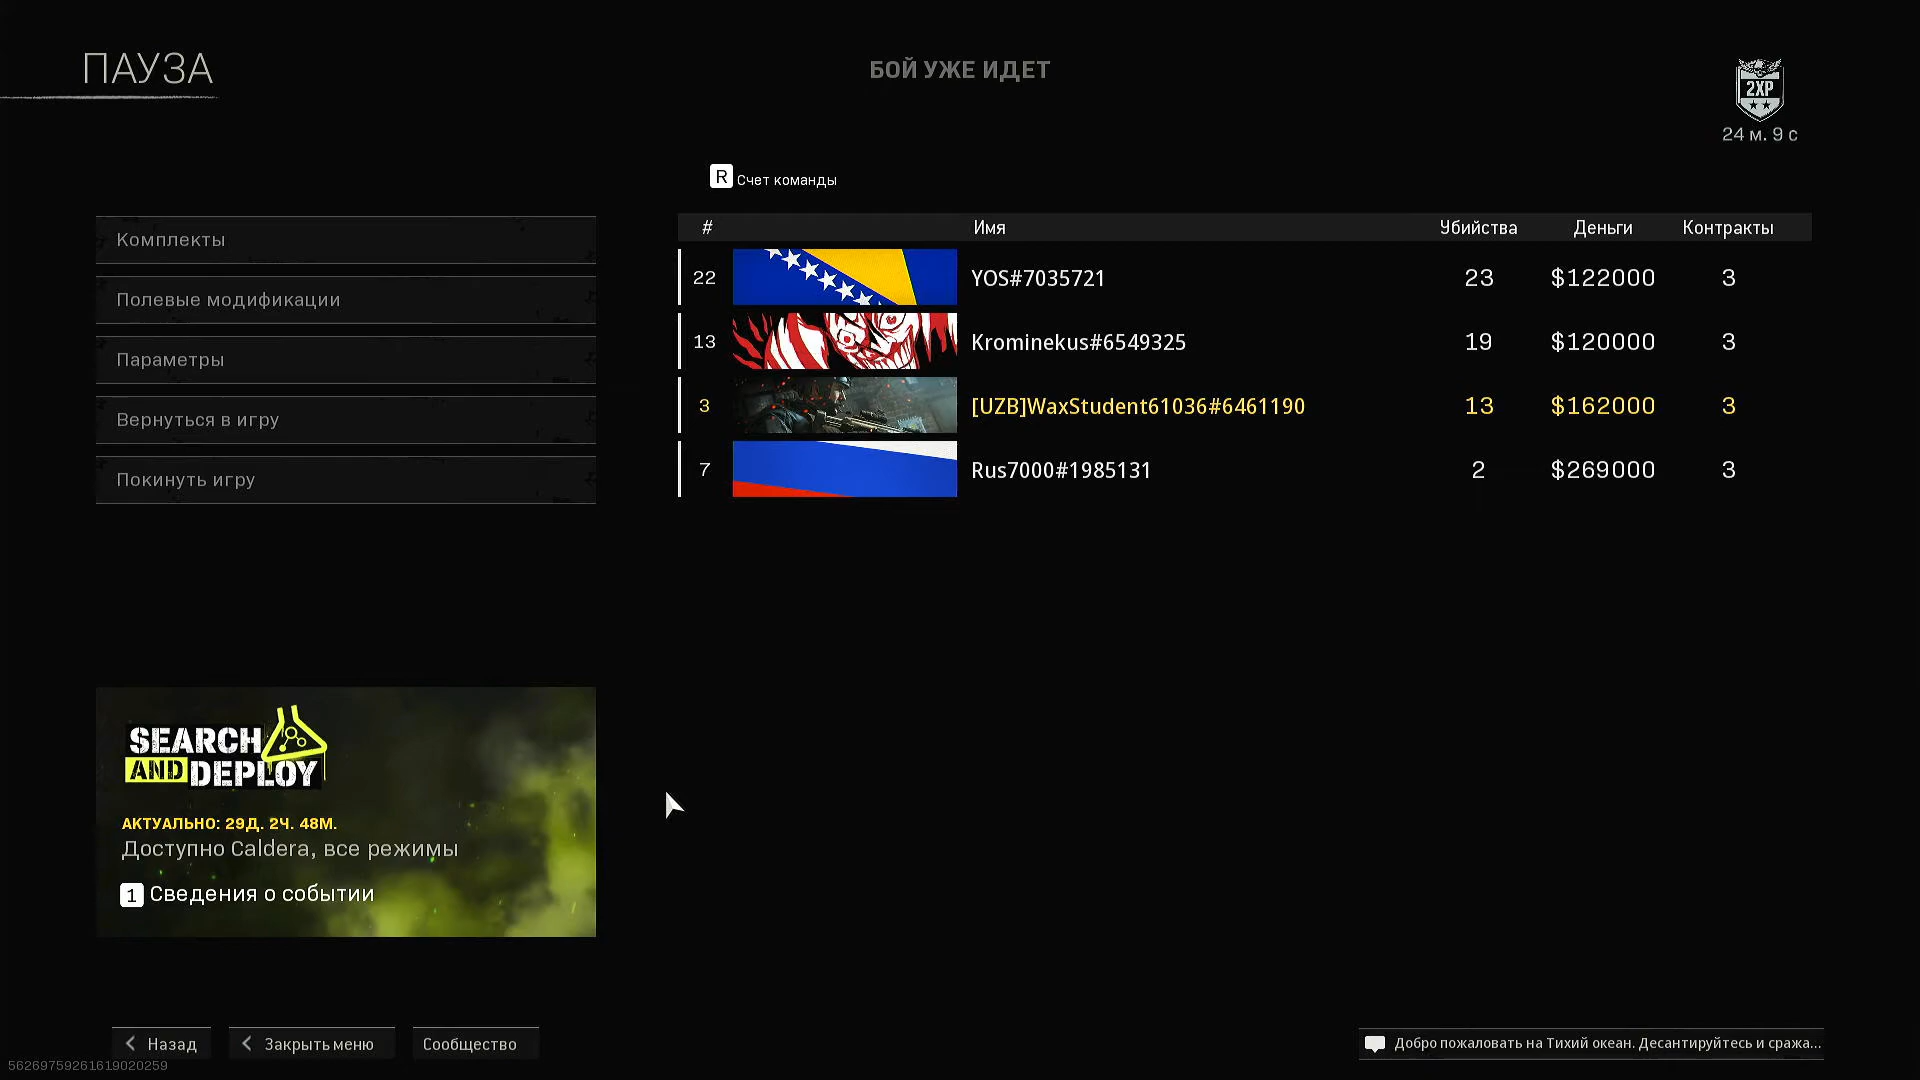 ПАУЗА
БОЙ УЖЕ ИДЕТ
2XP
24 м. 9 с
R Счет команды
Комплекты
Полевые модификации
Параметры
Вернуться в игру
Покинуть игру
# Имя Убийства Деньги Контракты
22 YOS#7035721 23 $122000 3
13 Krominekus#6549325 19 $120000 3
3 [UZB]WaxStudent61036#6461190 13 $162000 3
7 Rus7000#1985131 2 $269000 3
SEARCH
AND DEPLOY
АКТУАЛЬНО: 29Д. 2Ч. 48М.
Доступно Caldera, все режимы
1 Сведения о событии
Назад Закрыть меню Сообщество
Добро пожаловать на Тихий океан. Десантируйтесь и сража...
56269759261619020259